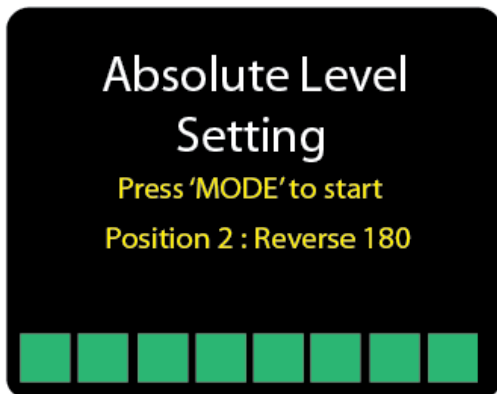 Absolute Level
Setting
Press ‘MODE’ to start
Position 2 : Reverse 180